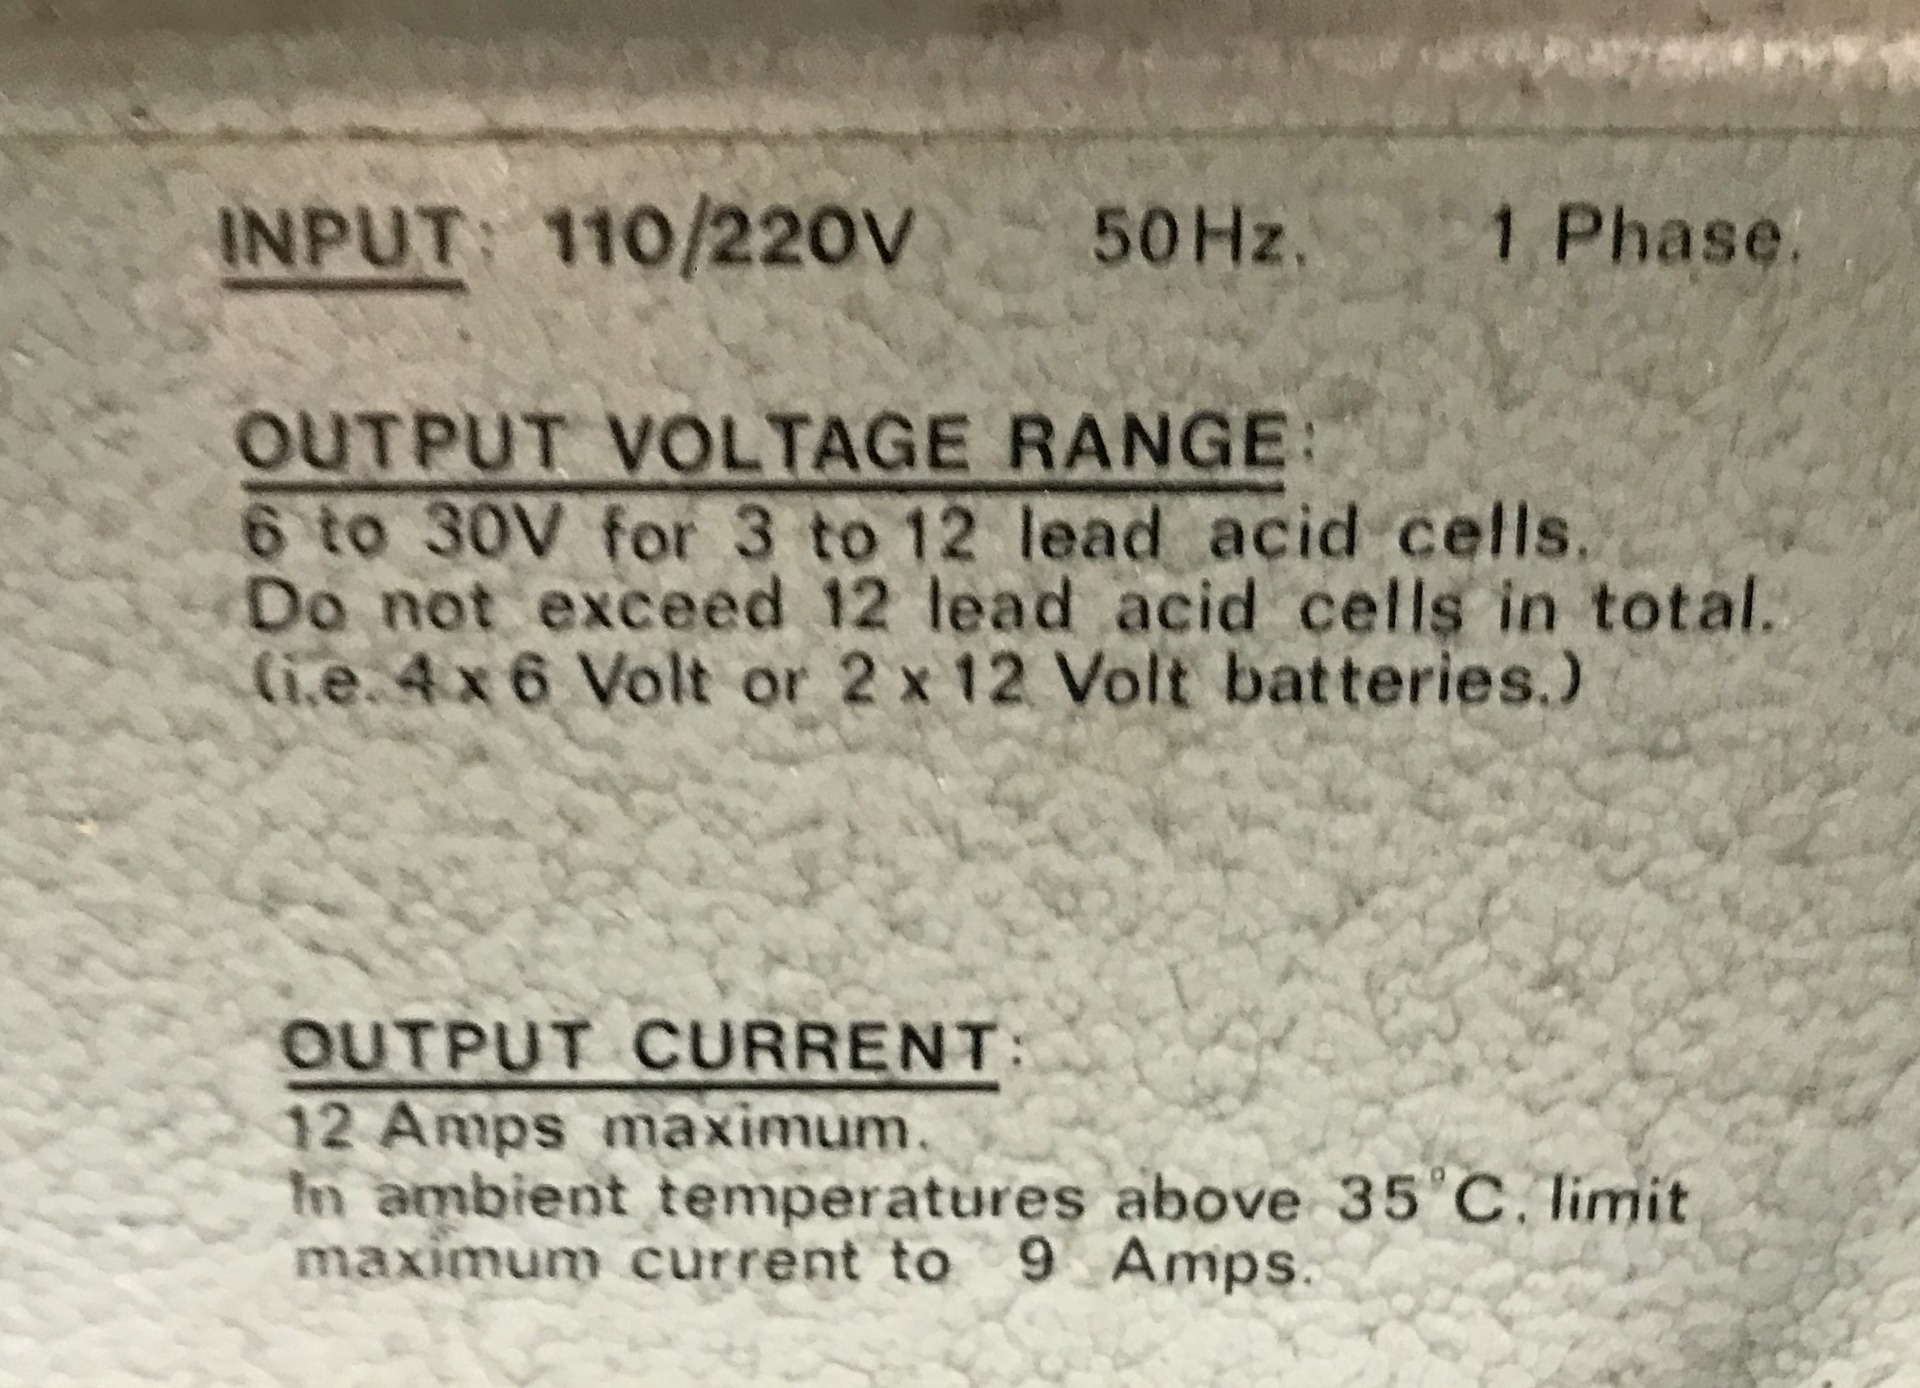 INPUT: 110/220V 50Hz. 1 Phase.
OUTPUT VOLTAGE RANGE:
6 to 30V for 3 to 12 lead acid cells.
Do not exceed 12 lead acid cells in total.
(i.e. 4 x 6 Volt or 2 x 12 Volt batteries.)
OUTPUT CURRENT:
12 Amps maximum.
In ambient temperatures above 35°C. limit
maximum current to 9 Amps.